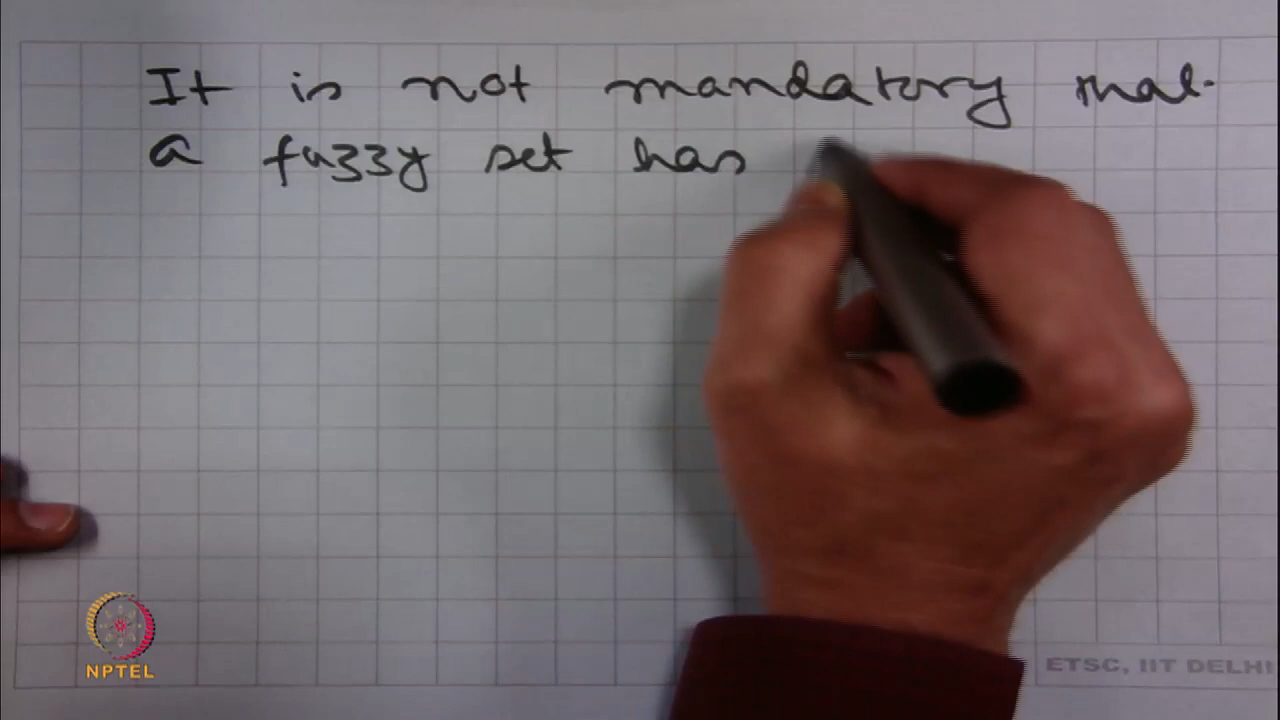 It is not mandatory that
a fuzzy set has
NPTEL
ETSC, IIT DELHI